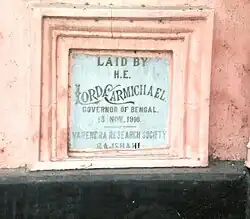 LAID BY
H.E.
LORD CARMICHAEL
GOVERNOR OF BENGAL.
13 NOV. 1916
VARENDRA RESEARCH SOCIETY
RAJSHAHI